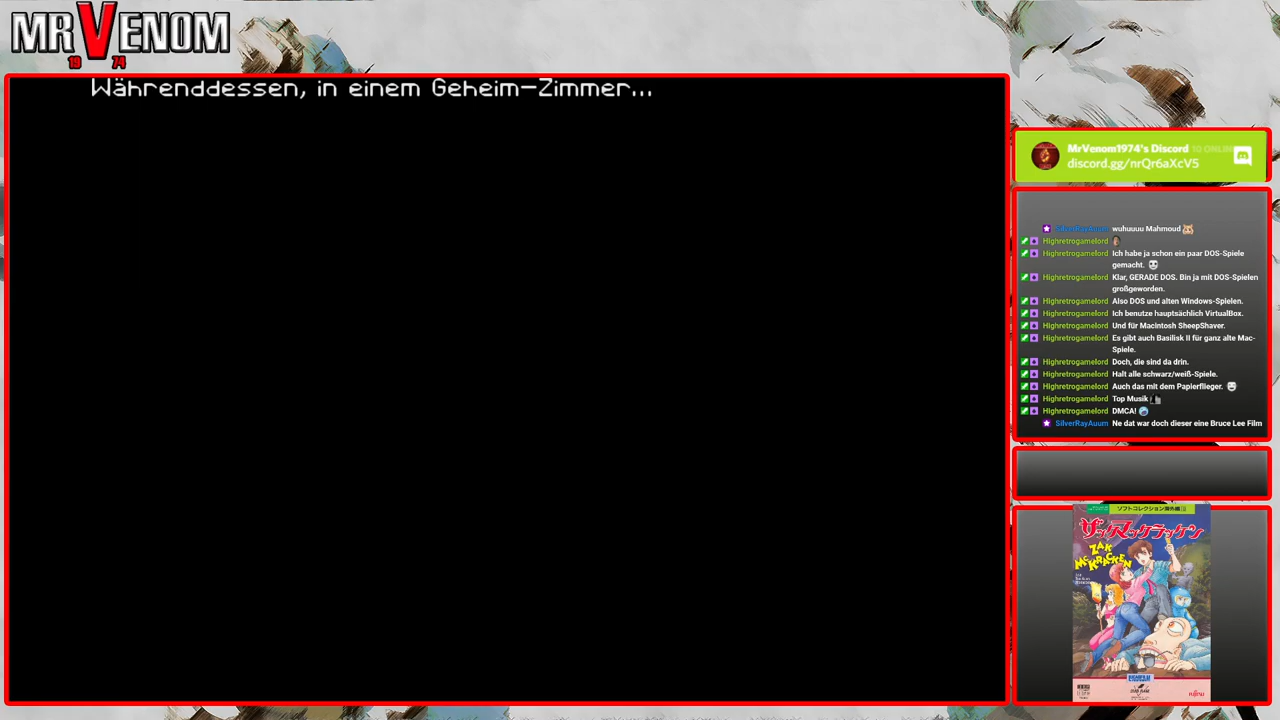 MRVENOM
19 74
Währenddessen, in einem Geheim-Zimmer...
MrVenom1974's Discord 10 ONLINE
discord.gg/nrQr6aXcV5
SilverRayAuum wuhuuuu Mahmoud
Highretrogamelord
Highretrogamelord Ich habe ja schon ein paar DOS-Spiele
gemacht.
Highretrogamelord Klar, GERADE DOS. Bin ja mit DOS-Spielen
großgeworden.
Highretrogamelord Also DOS und alten Windows-Spielen.
Highretrogamelord Ich benutze hauptsächlich VirtualBox.
Highretrogamelord Und für Macintosh SheepShaver.
Highretrogamelord Es gibt auch Basilisk II für ganz alte Mac-
Spiele.
Highretrogamelord Doch, die sind da drin.
Highretrogamelord Halt alle schwarz/weiß-Spiele.
Highretrogamelord Auch das mit dem Papierflieger.
Highretrogamelord Top Musik
Highretrogamelord DMCA!
SilverRayAuum Ne dat war doch dieser eine Bruce Lee Film
ソフトコレクション海外編
ザックマックラッケン
ZAK
McKRACKEN
FUJITSU